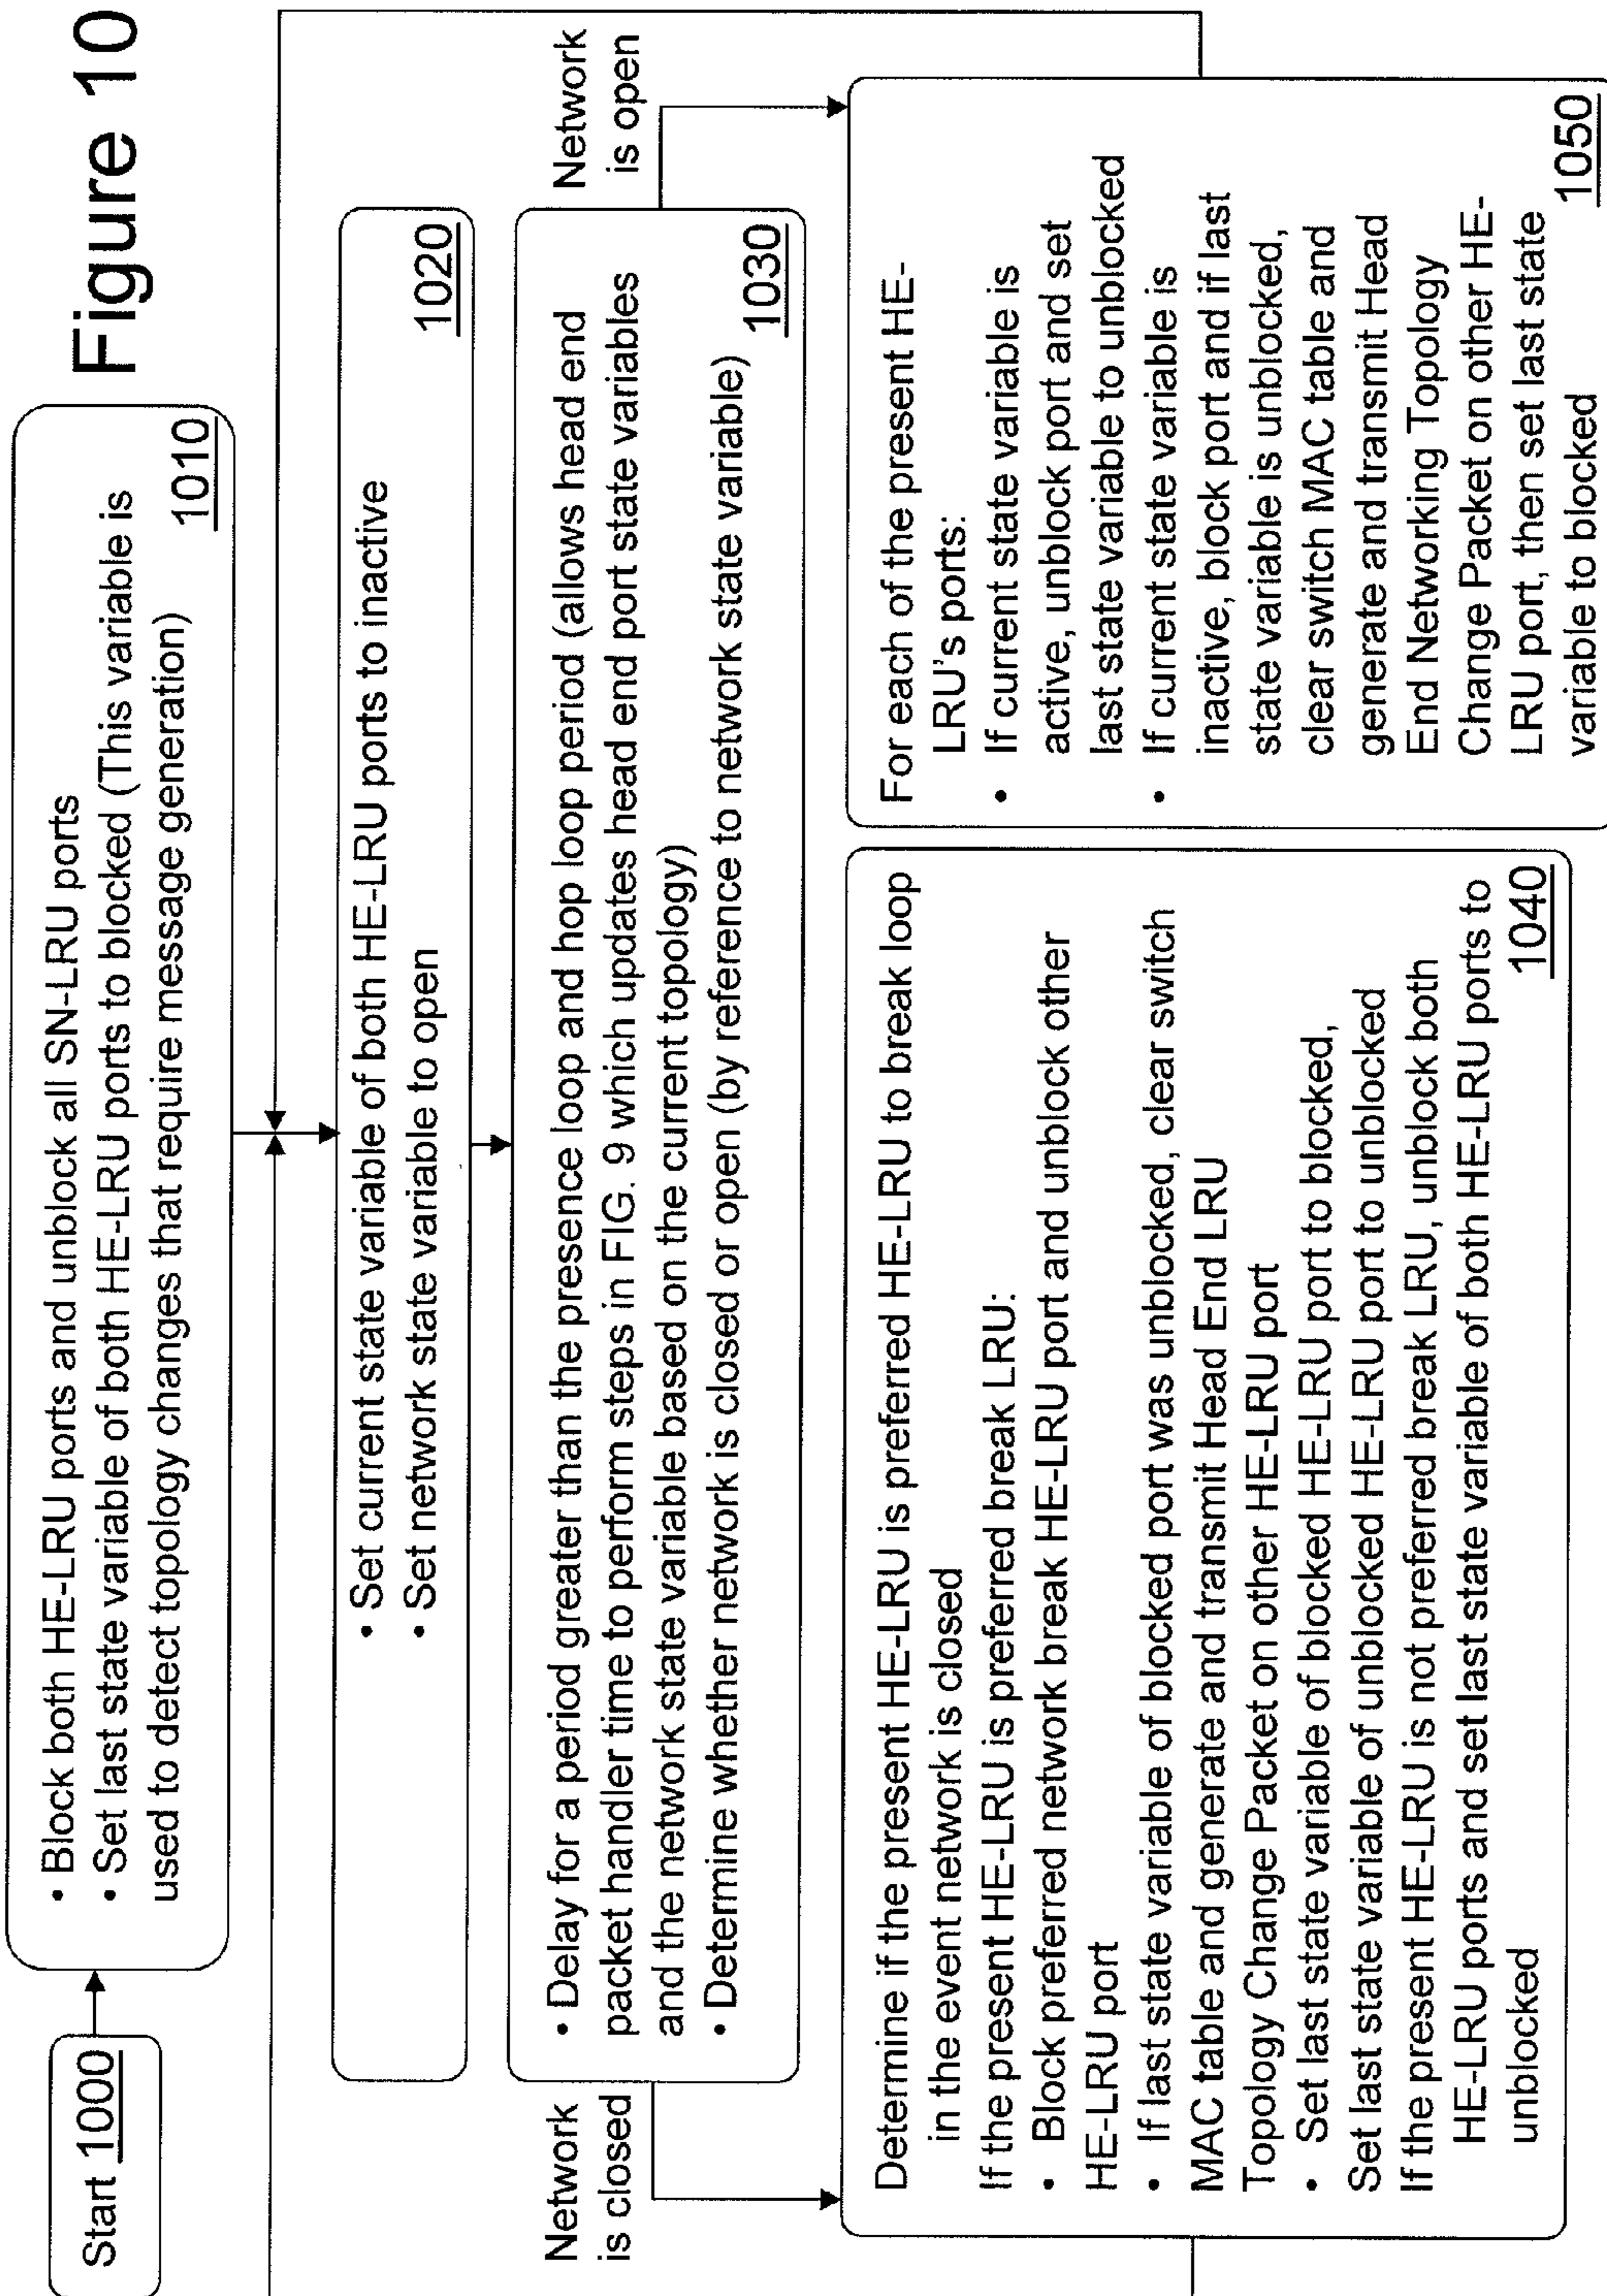 Figure 10
Start 1000
• Block both HE-LRU ports and unblock all SN-LRU ports
• Set last state variable of both HE-LRU ports to blocked (This variable is
used to detect topology changes that require message generation)
1010
• Set current state variable of both HE-LRU ports to inactive
• Set network state variable to open
1020
• Delay for a period greater than the presence loop and hop loop period (allows head end
packet handler time to perform steps in FIG. 9 which updates head end port state variables
and the network state variable based on the current topology)
• Determine whether network is closed or open (by reference to network state variable)
1030
Network
is closed
Network
is open
Determine if the present HE-LRU is preferred HE-LRU to break loop
in the event network is closed
If the present HE-LRU is preferred break LRU:
• Block preferred network break HE-LRU port and unblock other
HE-LRU port
• If last state variable of blocked port was unblocked, clear switch
MAC table and generate and transmit Head End LRU
Topology Change Packet on other HE-LRU port
• Set last state variable of blocked HE-LRU port to blocked,
Set last state variable of unblocked HE-LRU port to unblocked
If the present HE-LRU is not preferred break LRU, unblock both
HE-LRU ports and set last state variable of both HE-LRU ports to
unblocked
1040
For each of the present HE-
LRU's ports:
• If current state variable is
active, unblock port and set
last state variable to unblocked
• If current state variable is
inactive, block port and if last
state variable is unblocked,
clear switch MAC table and
generate and transmit Head
End Networking Topology
Change Packet on other HE-
LRU port, then set last state
variable to blocked
1050